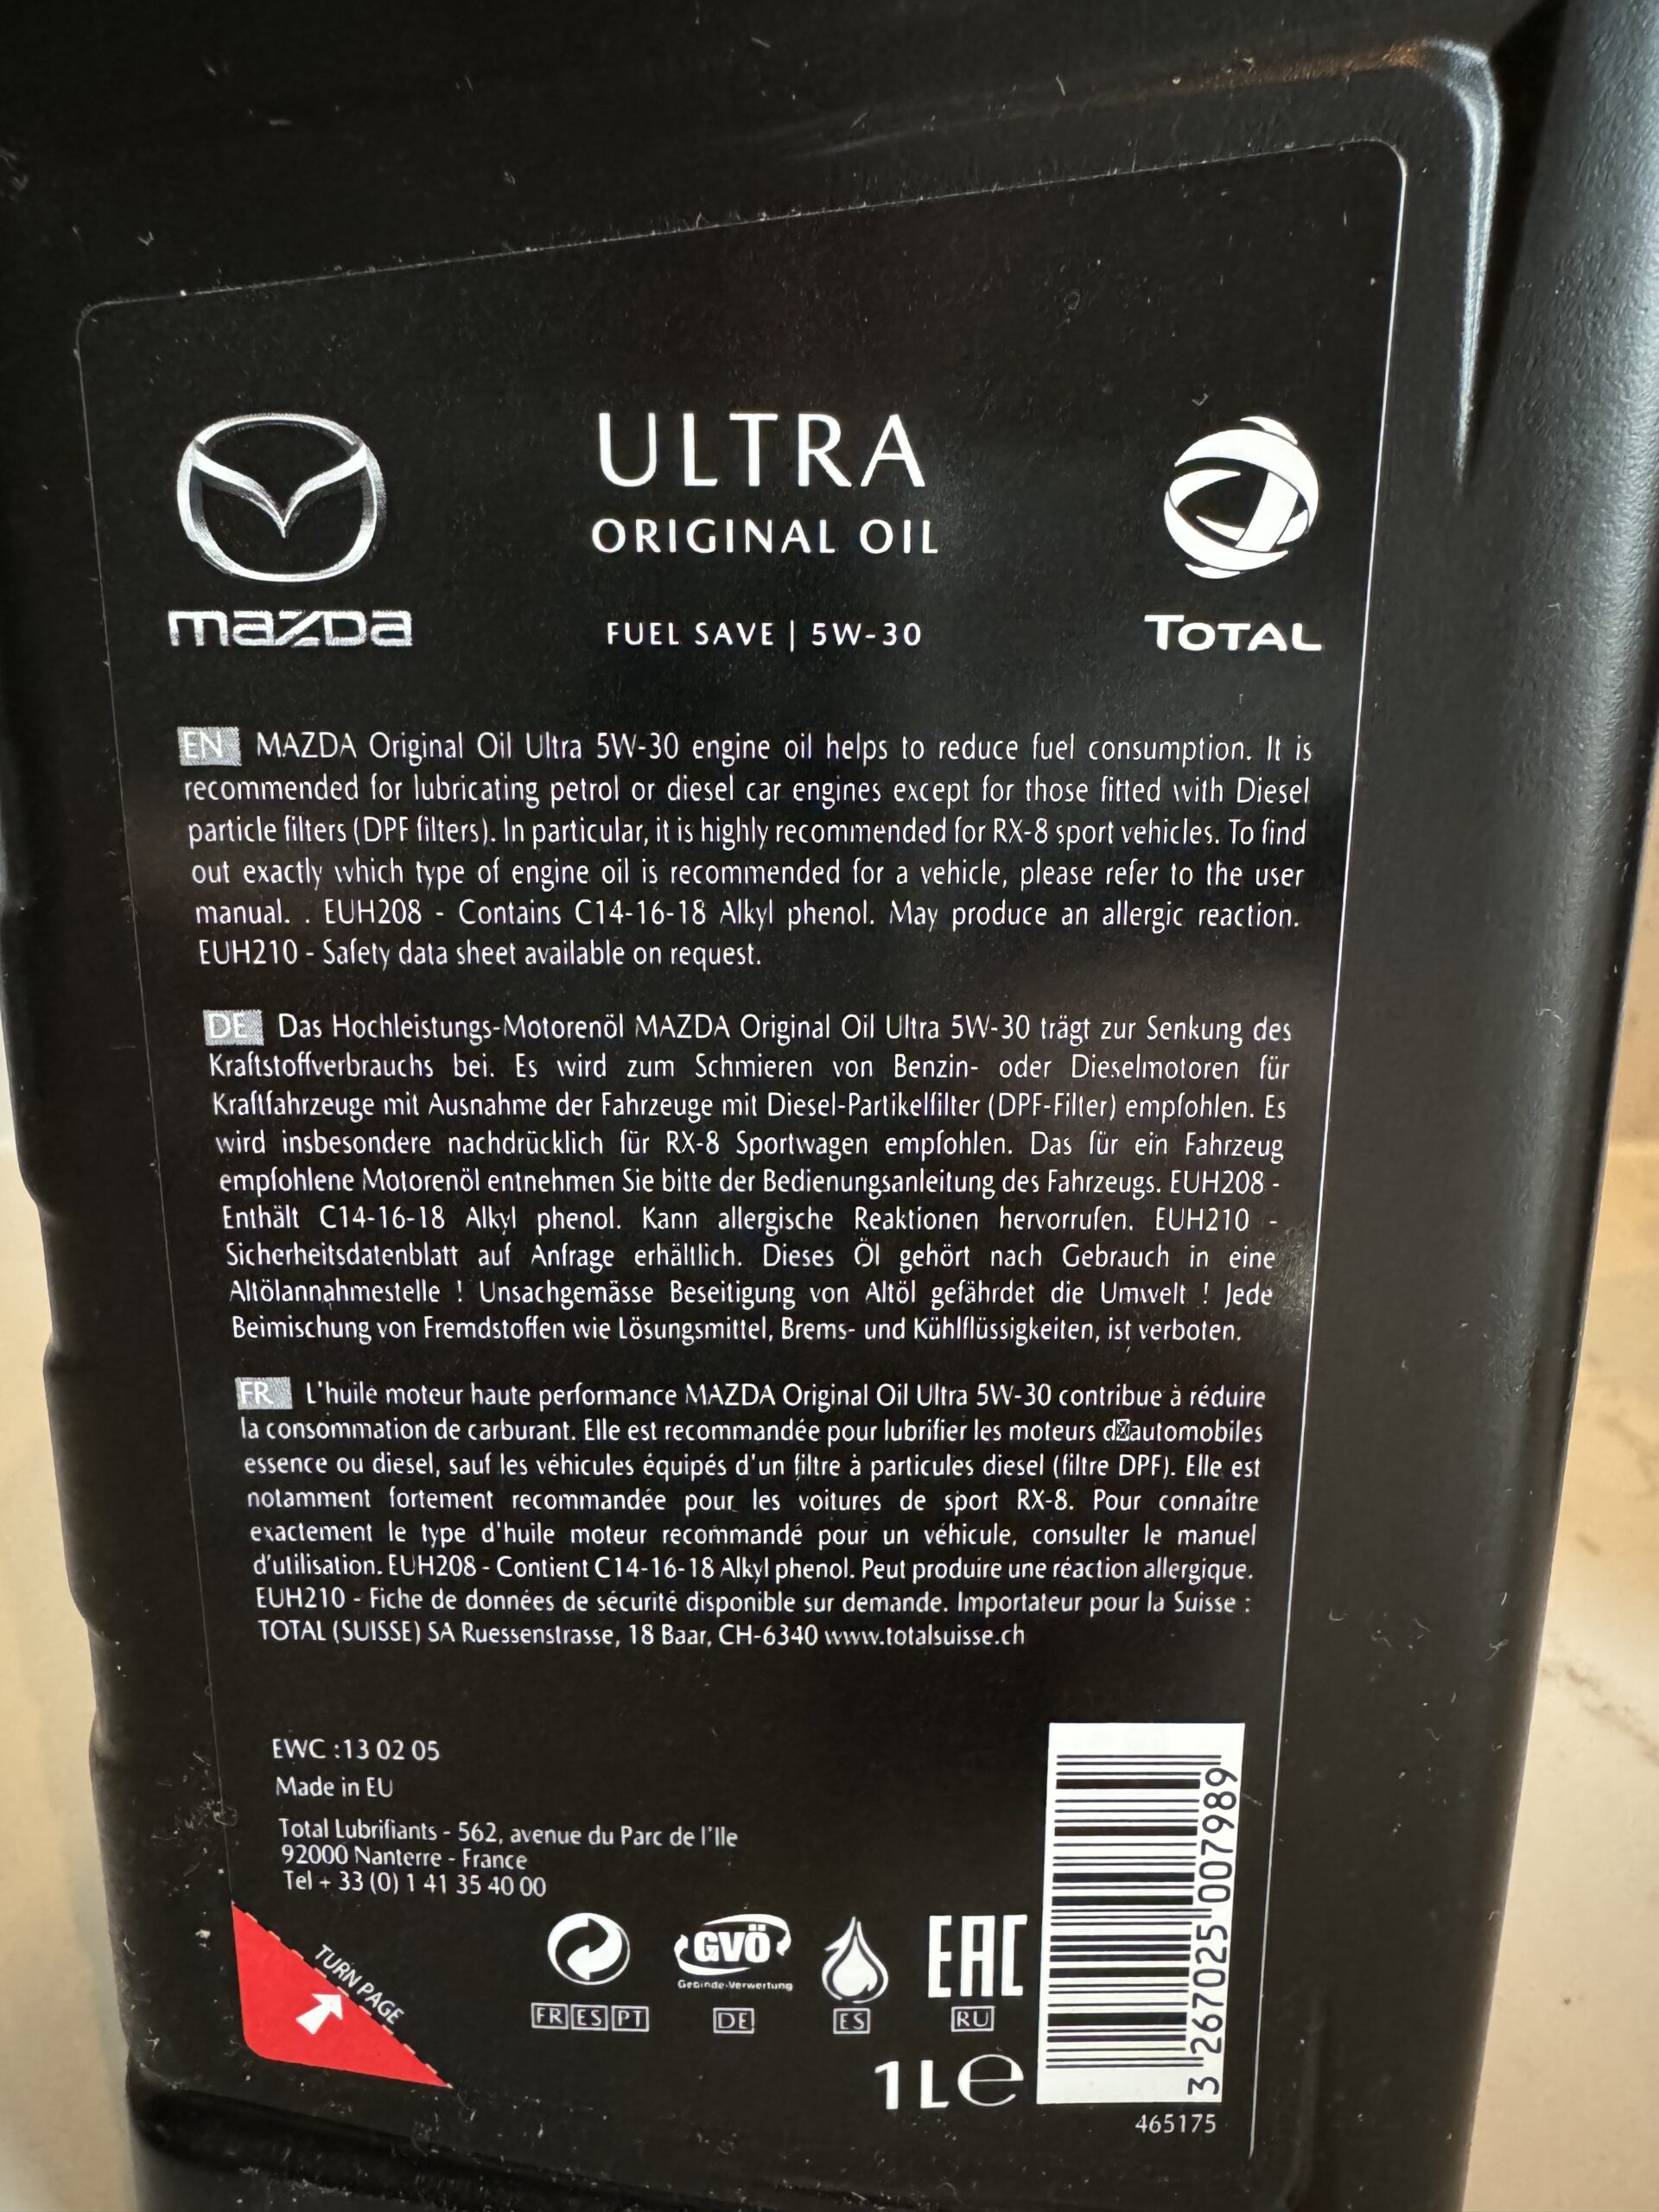 ULTRA
ORIGINAL OIL
mazda
FUEL SAVE | 5W-30
TOTAL
EN MAZDA Original Oil Ultra 5W-30 engine oil helps to reduce fuel consumption. It is
recommended for lubricating petrol or diesel car engines except for those fitted with Diesel
particle filters (DPF filters). In particular, it is highly recommended for RX-8 sport vehicles. To find
out exactly which type of engine oil is recommended for a vehicle, please refer to the user
manual. . EUH208 - Contains C14-16-18 Alkyl phenol. May produce an allergic reaction.
EUH210 - Safety data sheet available on request.
DE Das Hochleistungs-Motorenöl MAZDA Original Oil Ultra 5W-30 trägt zur Senkung des
Kraftstoffverbrauchs bei. Es wird zum Schmieren von Benzin- oder Dieselmotoren für
Kraftfahrzeuge mit Ausnahme der Fahrzeuge mit Diesel-Partikelfilter (DPF-Filter) empfohlen. Es
wird insbesondere nachdrücklich für RX-8 Sportwagen empfohlen. Das für ein Fahrzeug
empfohlene Motorenöl entnehmen Sie bitte der Bedienungsanleitung des Fahrzeugs. EUH208 -
Enthält C14-16-18 Alkyl phenol. Kann allergische Reaktionen hervorrufen. EUH210 -
Sicherheitsdatenblatt auf Anfrage erhältlich. Dieses Öl gehört nach Gebrauch in eine
Altölannahmestelle ! Unsachgemässe Beseitigung von Altöl gefährdet die Umwelt ! Jede
Beimischung von Fremdstoffen wie Lösungsmittel, Brems- und Kühlflüssigkeiten, ist verboten.
FR L'huile moteur haute performance MAZDA Original Oil Ultra 5W-30 contribue à réduire
la consommation de carburant. Elle est recommandée pour lubrifier les moteurs d☒automobiles
essence ou diesel, sauf les véhicules équipés d'un filtre à particules diesel (filtre DPF). Elle est
notamment fortement recommandée pour les voitures de sport RX-8. Pour connaître
exactement le type d'huile moteur recommandé pour un véhicule, consulter le manuel
d'utilisation. EUH208 - Contient C14-16-18 Alkyl phenol. Peut produire une réaction allergique.
EUH210 - Fiche de données de sécurité disponible sur demande. Importateur pour la Suisse :
TOTAL (SUISSE) SA Ruessenstrasse, 18 Baar, CH-6340 www.totalsuisse.ch
EWC :13 02 05
Made in EU
Total Lubrifiants - 562, avenue du Parc de l'Ile
92000 Nanterre - France
Tel + 33 (0) 1 41 35 40 00
TURN PAGE
GVÖ
Gebinde-Verwertung
EAC
FR ES PT
DE
ES
RU
1L e
3 267025 007989
465175